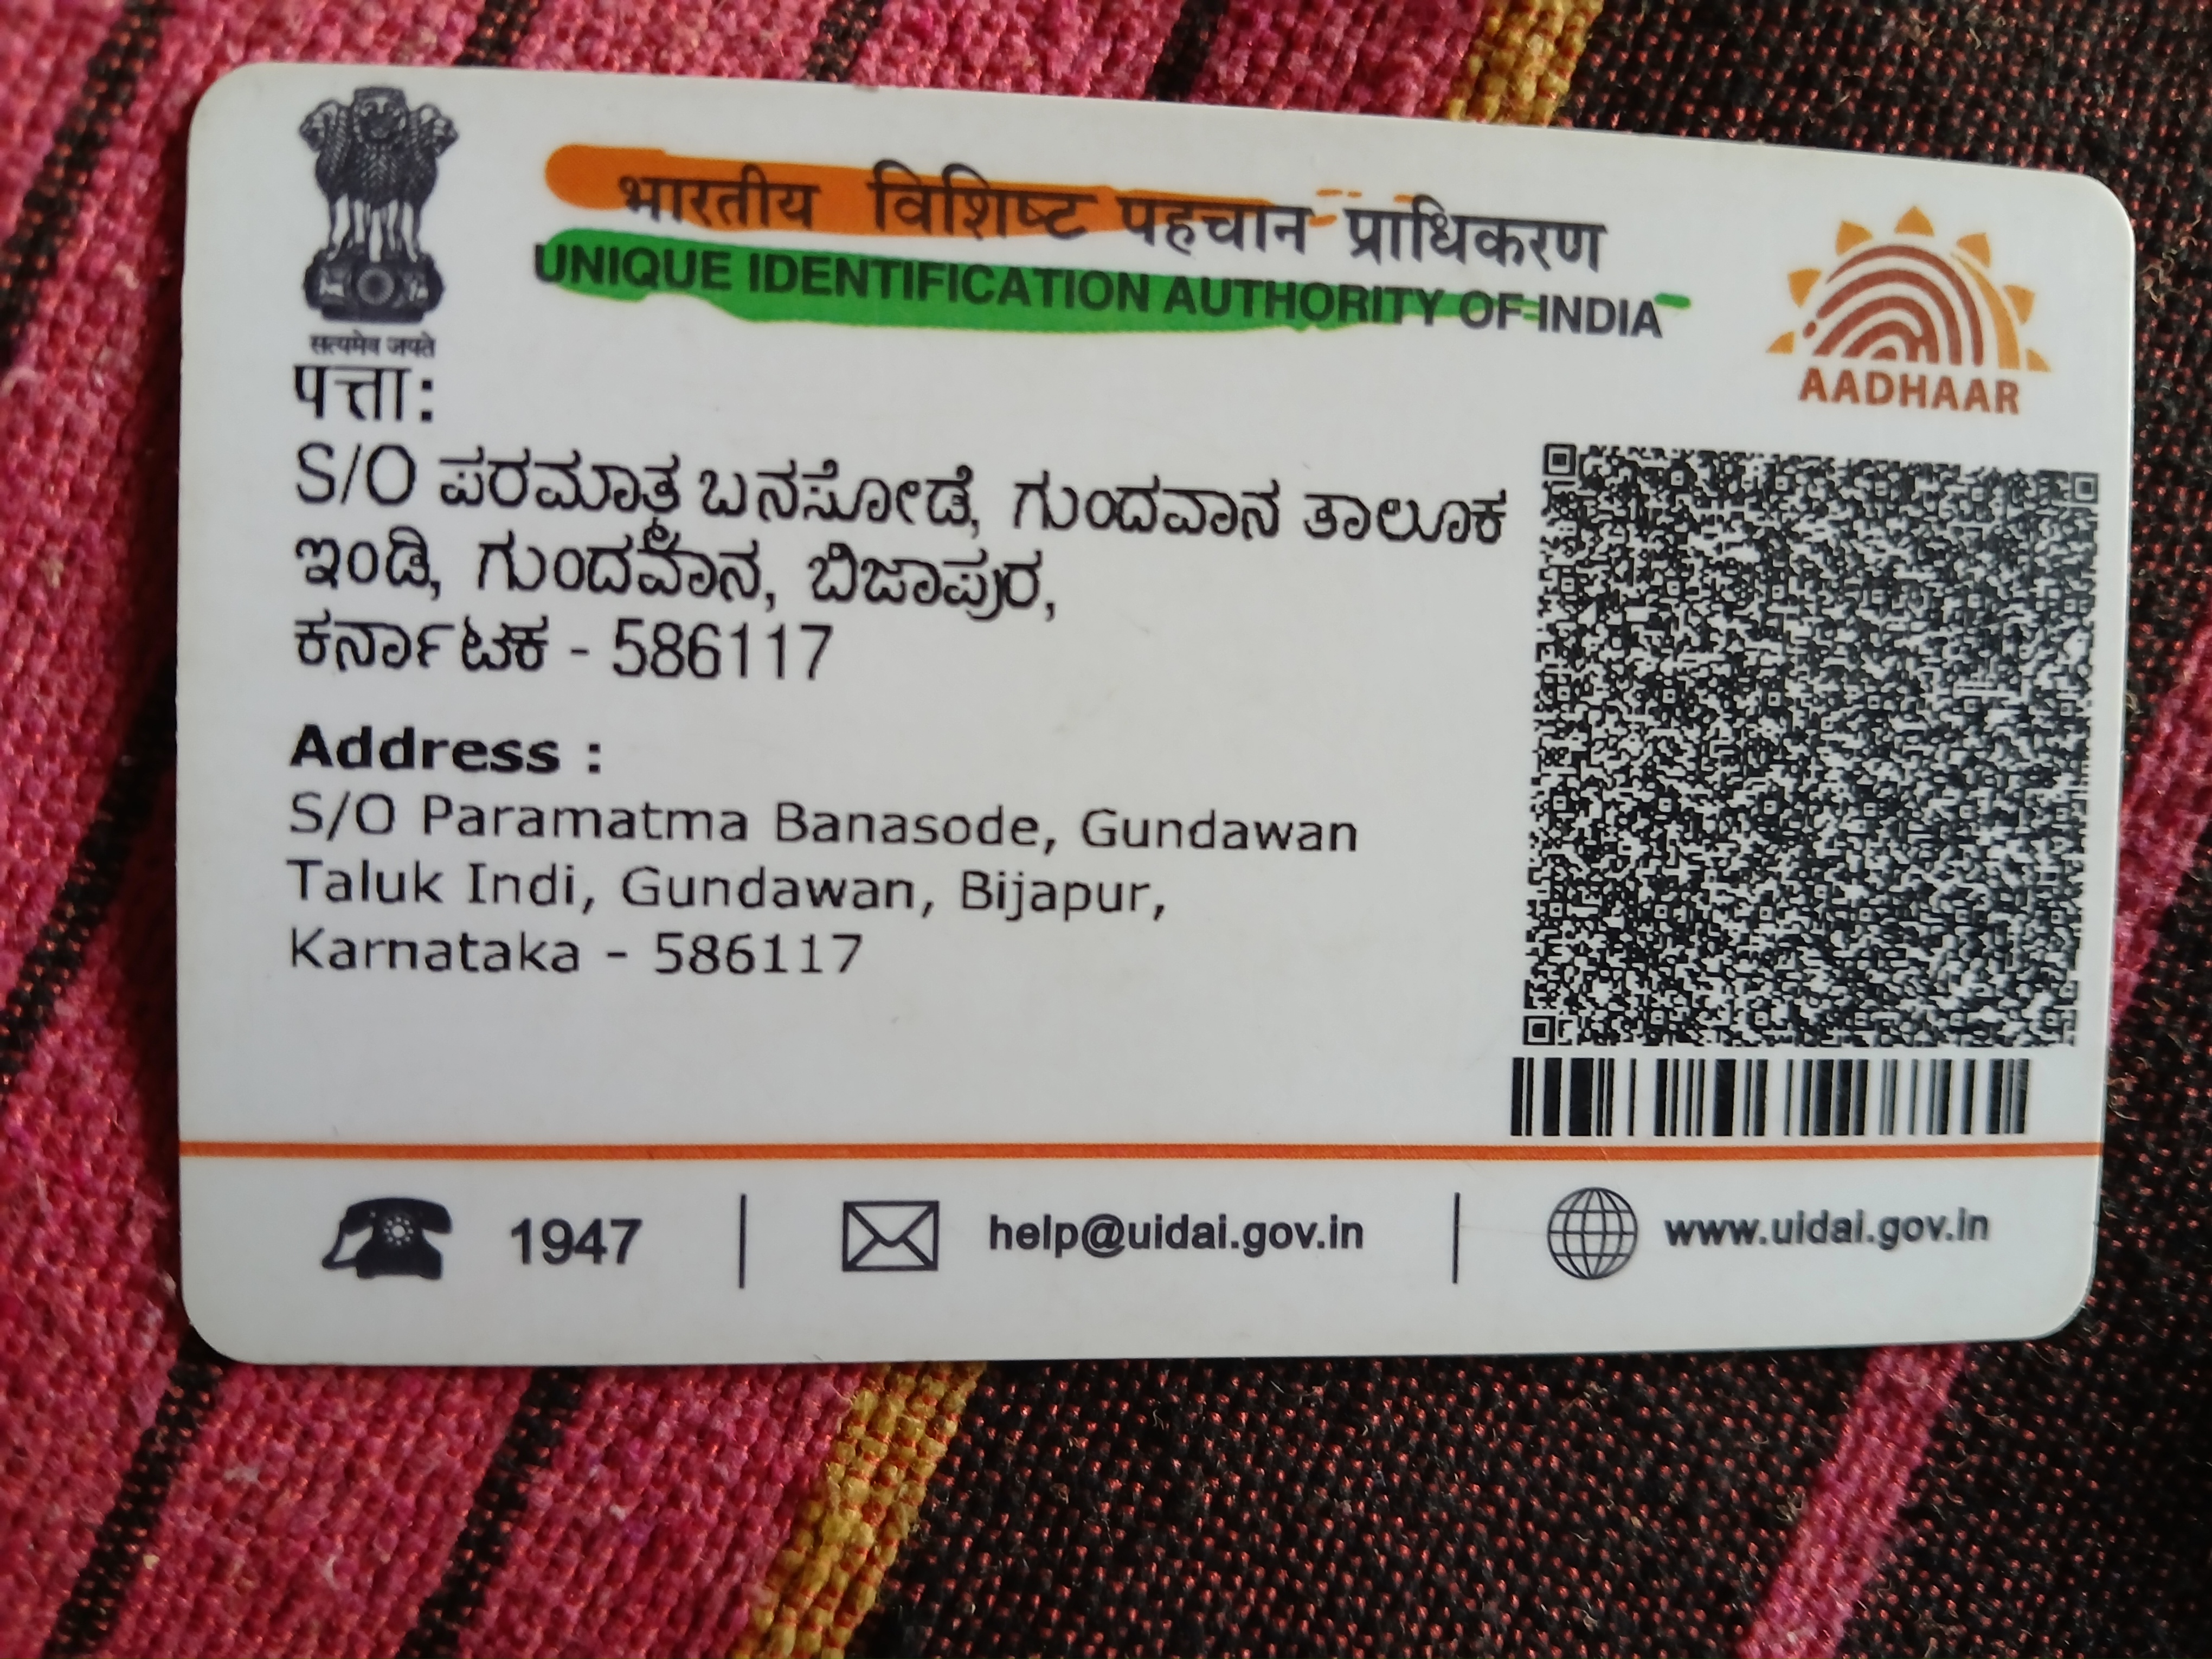 सत्यमेव जयते
भारतीय विशिष्ट पहचान प्राधिकरण
UNIQUE IDENTIFICATION AUTHORITY OF INDIA
AADHAAR
पत्ता:
S/O ಪರಮಾತ್ಮ ಬನಸೋಡೆ, ಗುಂದವಾನ ತಾಲೂಕ
ಇಂಡಿ, ಗುಂದವಾನ, ಬಿಜಾಪುರ,
ಕರ್ನಾಟಕ - 586117
Address :
S/O Paramatma Banasode, Gundawan
Taluk Indi, Gundawan, Bijapur,
Karnataka - 586117
1947 | help@uidai.gov.in | www.uidai.gov.in